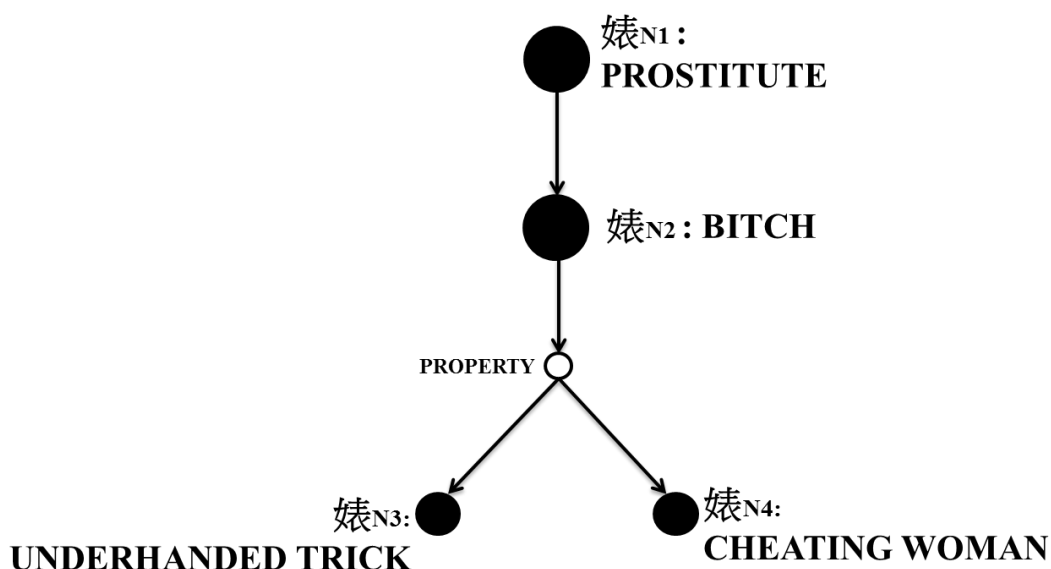 婊N1 :
PROSTITUTE
婊N2 : BITCH
PROPERTY
婊N3:
UNDERHANDED TRICK
婊N4:
CHEATING WOMAN